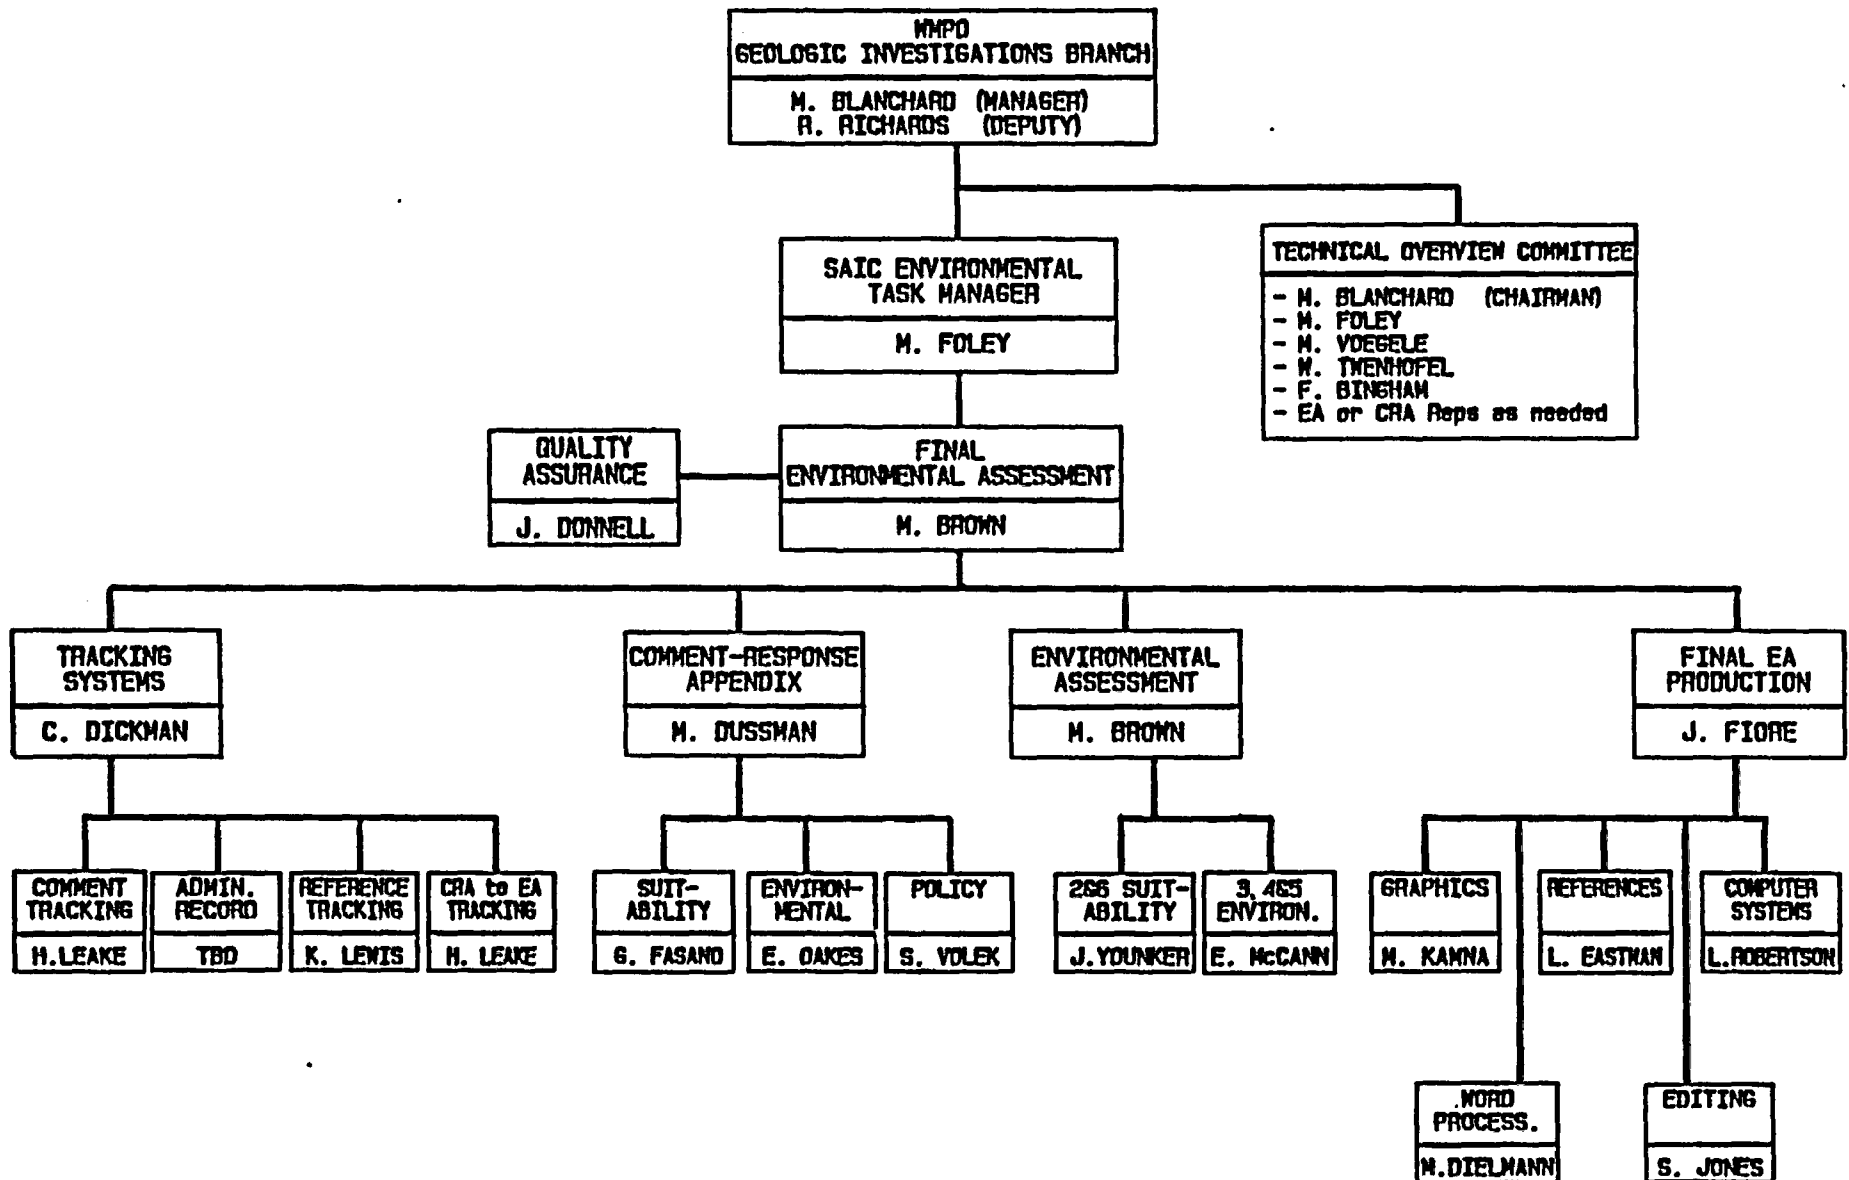 WMPO
GEOLOGIC INVESTIGATIONS BRANCH
M. BLANCHARD (MANAGER)
R. RICHARDS (DEPUTY)
SAIC ENVIRONMENTAL
TASK MANAGER
M. FOLEY
TECHNICAL OVERVIEW COMMITTEE
- M. BLANCHARD (CHAIRMAN)
- M. FOLEY
- M. VOEGELE
- W. TWENHOFEL
- F. BINGHAM
- EA or CRA Reps as needed
QUALITY
ASSURANCE
J. DONNELL
FINAL
ENVIRONMENTAL ASSESSMENT
M. BROWN
TRACKING
SYSTEMS
C. DICKMAN
COMMENT-RESPONSE
APPENDIX
M. DUSSMAN
ENVIRONMENTAL
ASSESSMENT
M. BROWN
FINAL EA
PRODUCTION
J. FIORE
COMMENT
TRACKING
H.LEAKE
ADMIN.
RECORD
TBD
REFERENCE
TRACKING
K. LEWIS
CRA to EA
TRACKING
H. LEAKE
SUIT-
ABILITY
G. FASANO
ENVIRON-
MENTAL
E. OAKES
POLICY
S. VOLEK
2&6 SUIT-
ABILITY
J.YOUNKER
3, 4&5
ENVIRON.
E. McCANN
GRAPHICS
M. KAMNA
REFERENCES
L. EASTMAN
COMPUTER
SYSTEMS
L.ROBERTSON
WORD
PROCESS.
M.DIELMANN
EDITING
S. JONES